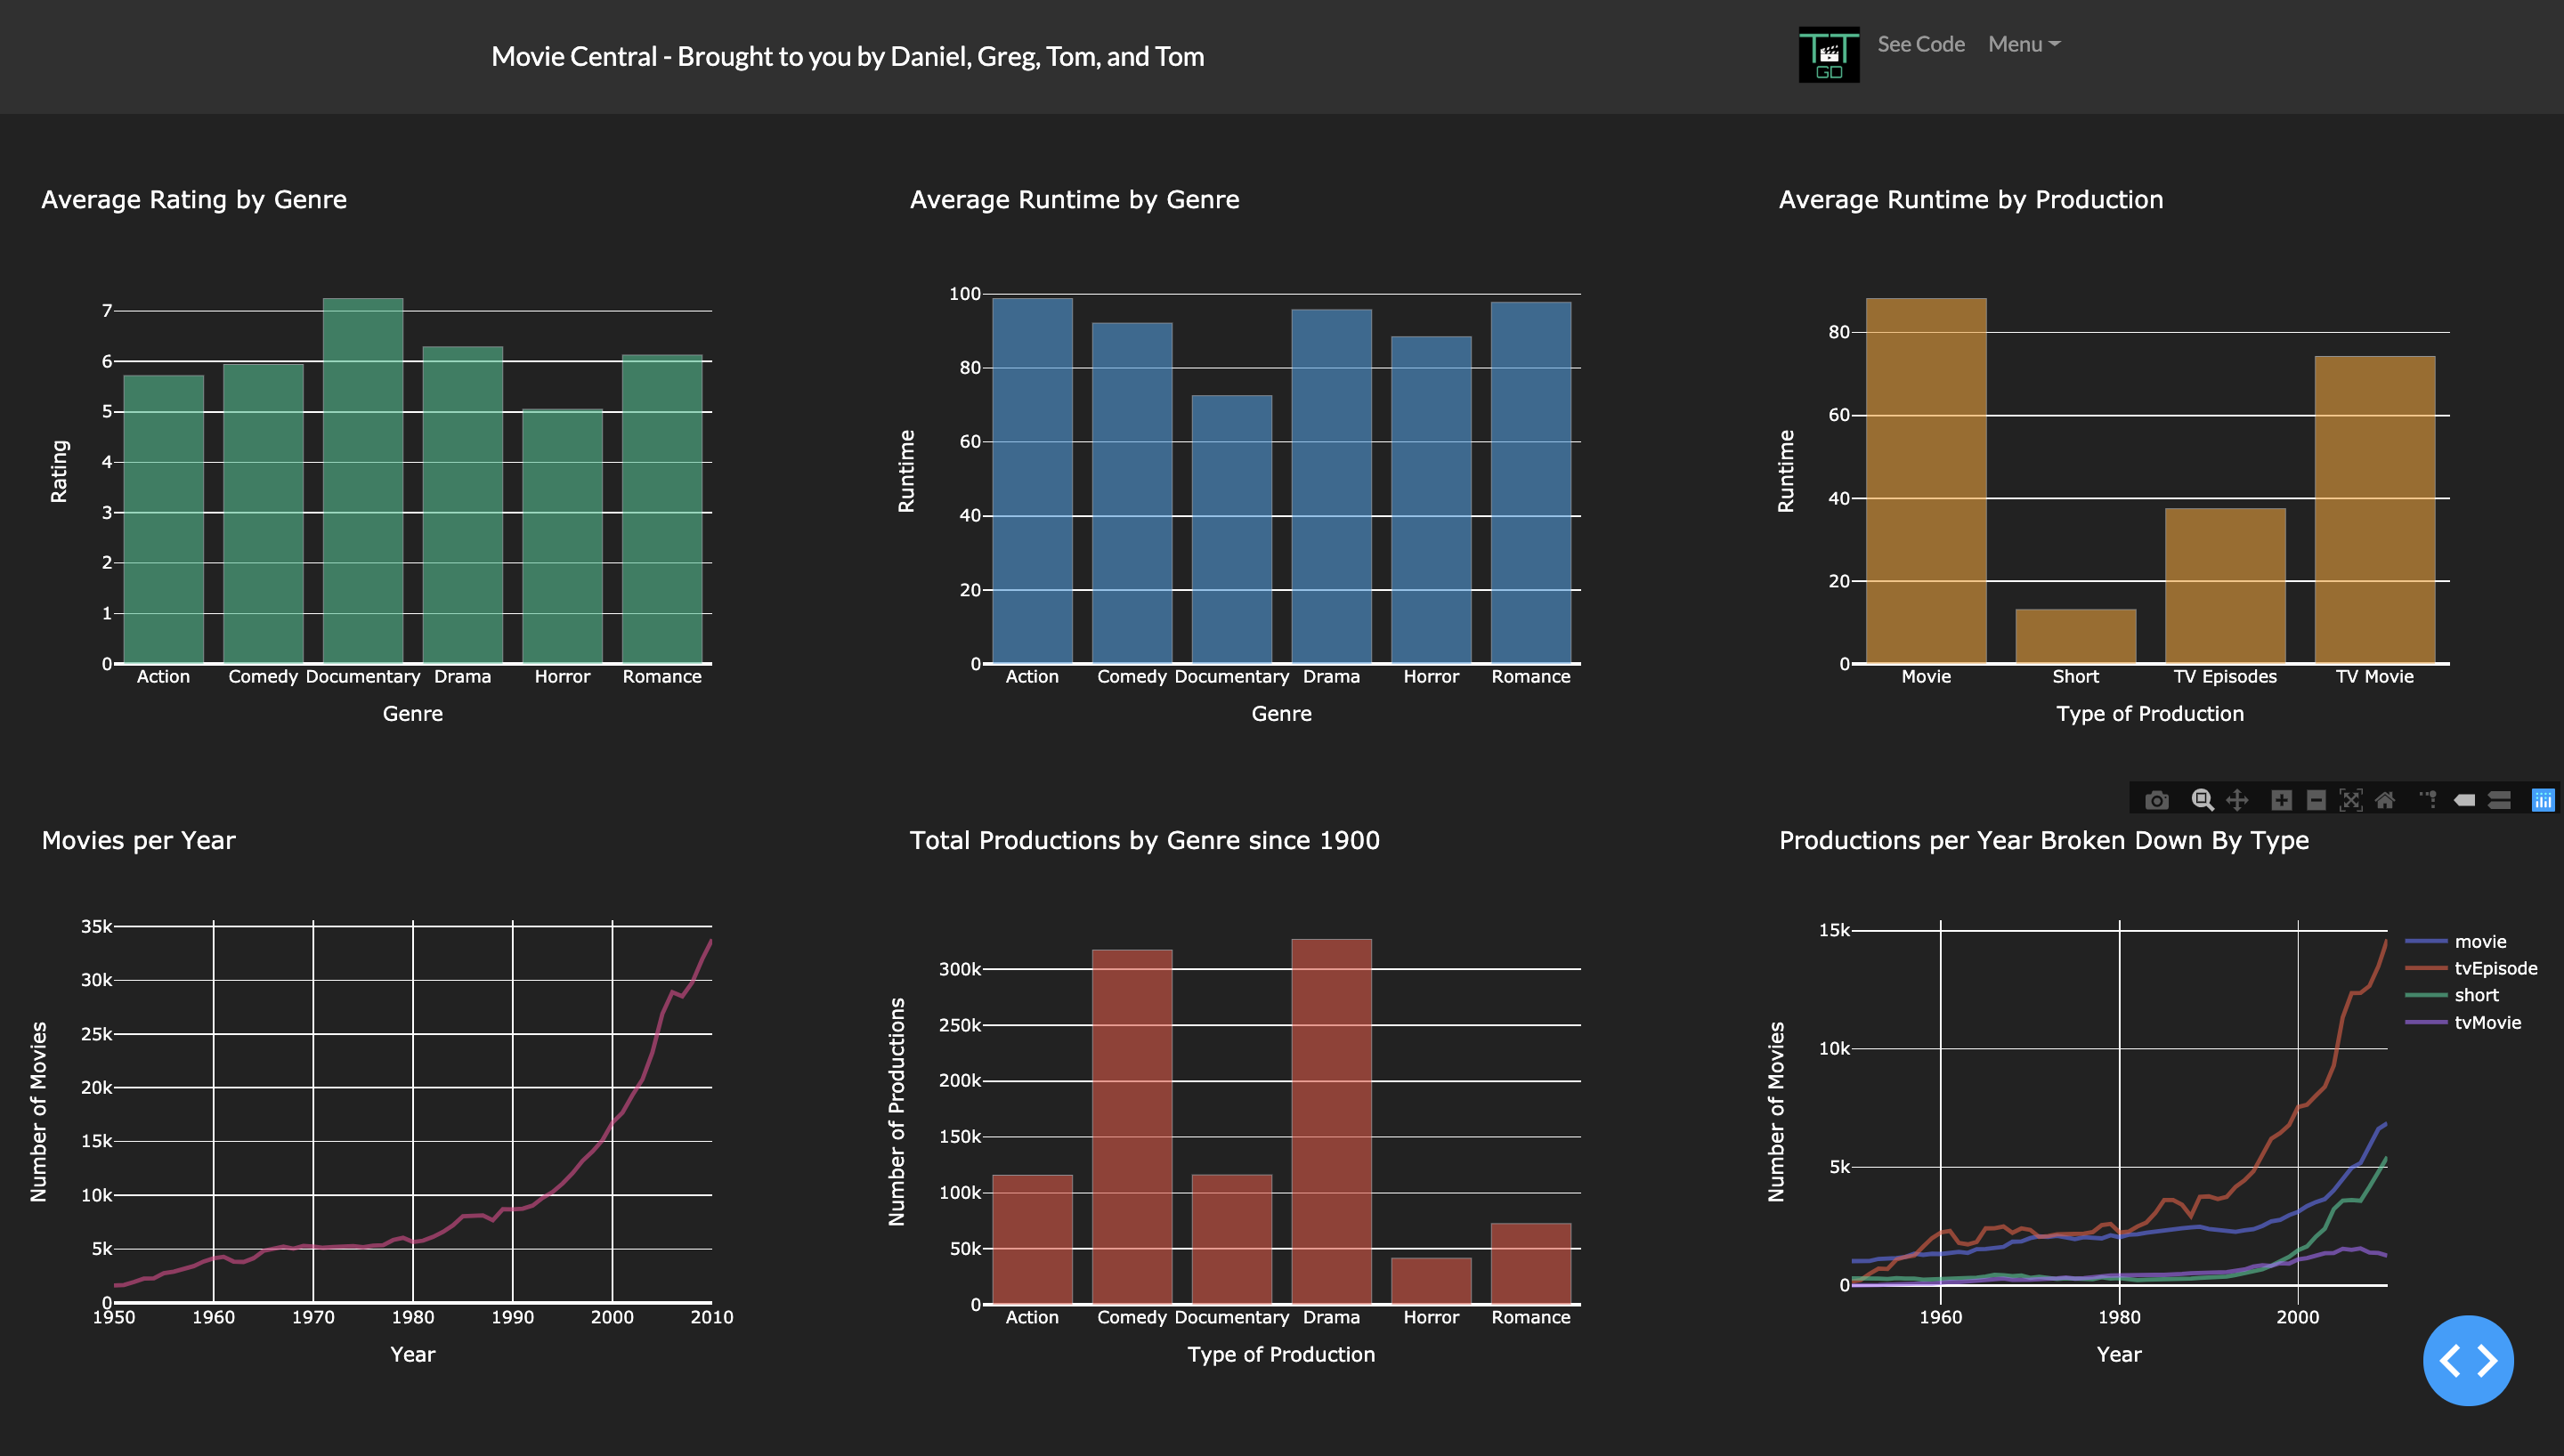 Movie Central - Brought to you by Daniel, Greg, Tom, and Tom
TT
GD
See Code
Menu
Average Rating by Genre
Rating
7
6
5
4
3
2
1
0
Action Comedy Documentary Drama Horror Romance
Genre
Average Runtime by Genre
Runtime
100
80
60
40
20
0
Action Comedy Documentary Drama Horror Romance
Genre
Average Runtime by Production
Runtime
80
60
40
20
0
Movie Short TV Episodes TV Movie
Type of Production
Movies per Year
Number of Movies
35k
30k
25k
20k
15k
10k
5k
0
1950 1960 1970 1980 1990 2000 2010
Year
Total Productions by Genre since 1900
Number of Productions
300k
250k
200k
150k
100k
50k
0
Action Comedy Documentary Drama Horror Romance
Type of Production
Productions per Year Broken Down By Type
Number of Movies
15k
10k
5k
0
1960 1980 2000
Year
movie
tvEpisode
short
tvMovie